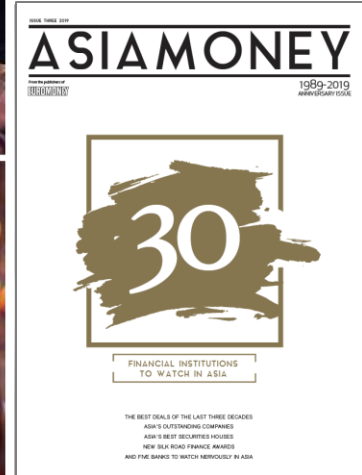 ISSUE THREE 2019
ASIAMONEY
From the publishers of
EUROMONEY
1989-2019
ANNIVERSARY ISSUE
30
FINANCIAL INSTITUTIONS
TO WATCH IN ASIA
THE BEST DEALS OF THE LAST THREE DECADES
ASIA'S OUTSTANDING COMPANIES
ASIA'S BEST SECURITIES HOUSES
NEW SILK ROAD FINANCE AWARDS
AND FIVE BANKS TO WATCH NERVOUSLY IN ASIA